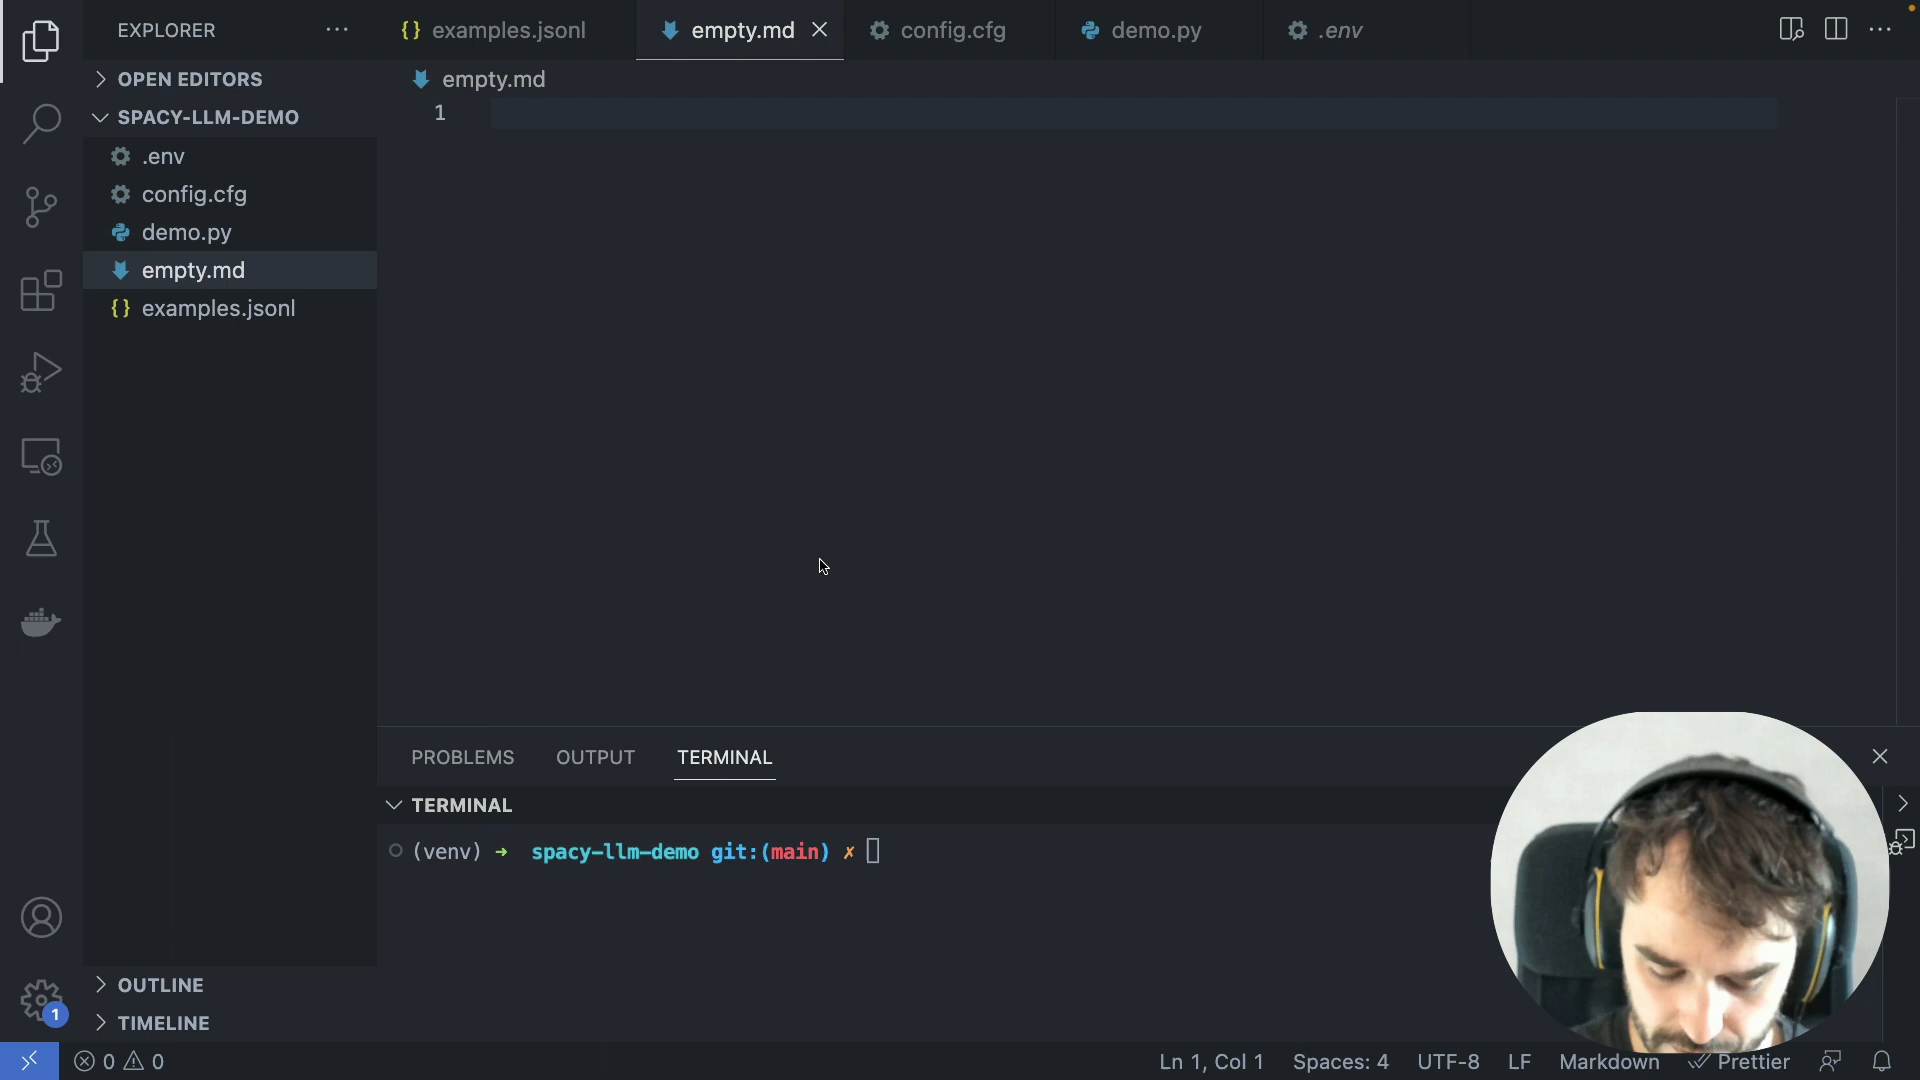 EXPLORER
examples.jsonl
empty.md
config.cfg
demo.py
.env
OPEN EDITORS
empty.md
SPACY-LLM-DEMO
1
.env
config.cfg
demo.py
empty.md
examples.jsonl
PROBLEMS OUTPUT TERMINAL
TERMINAL
(venv) ➜ spacy-llm-demo git:(main) ✗
OUTLINE
1
TIMELINE
0 0 Ln 1, Col 1 Spaces: 4 UTF-8 LF Markdown Prettier